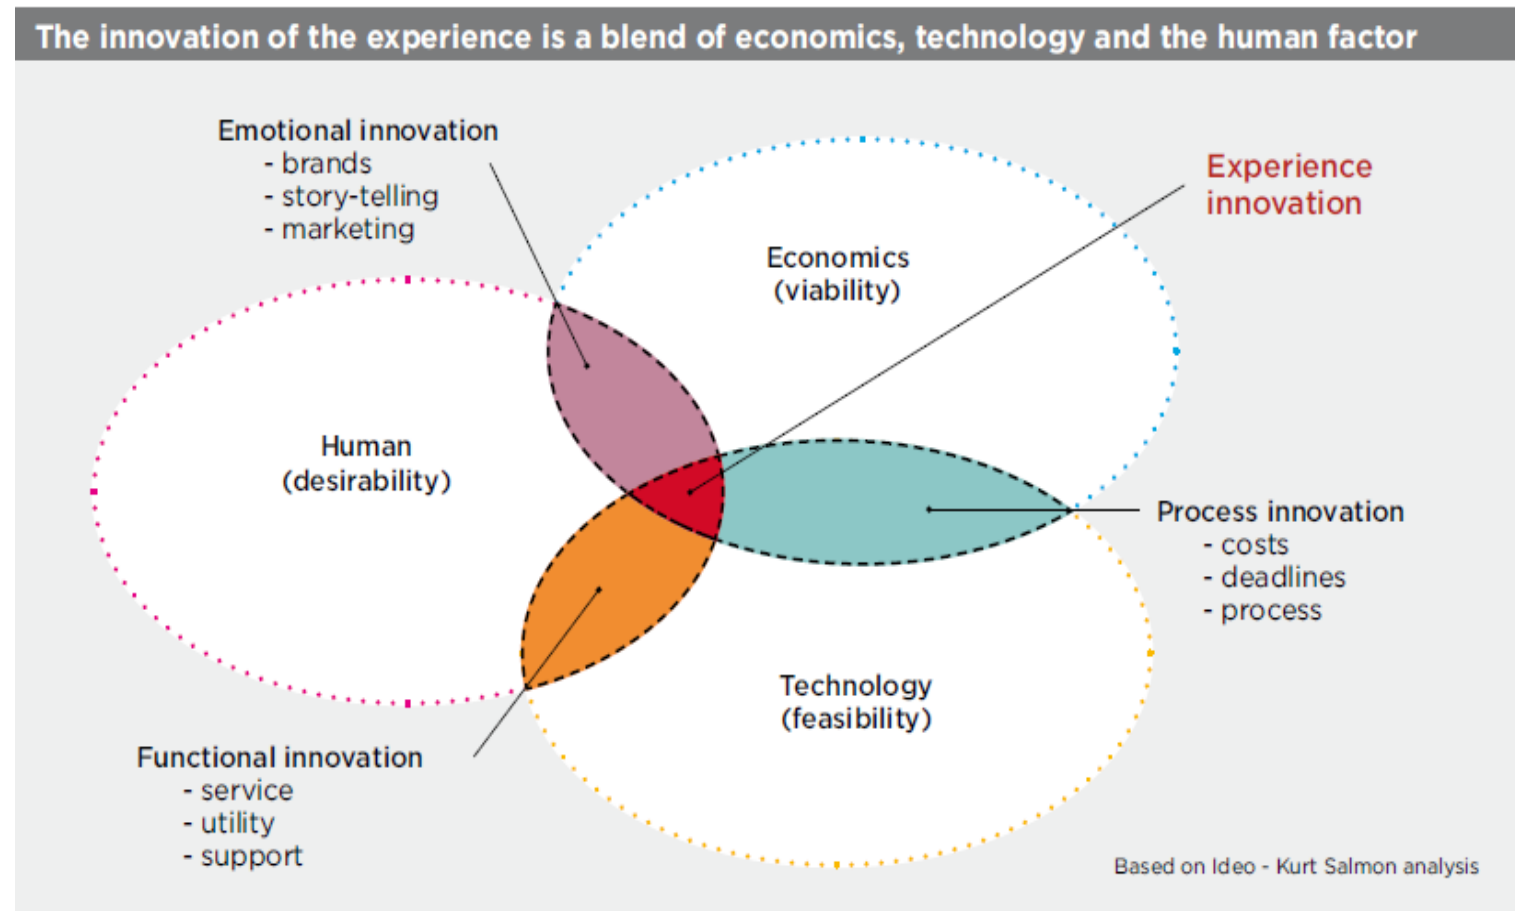 The innovation of the experience is a blend of economics, technology and the human factor
Emotional innovation
- brands
- story-telling
- marketing
Experience
innovation
Economics
(viability)
Human
(desirability)
Process innovation
- costs
- deadlines
- process
Technology
(feasibility)
Functional innovation
- service
- utility
- support
Based on Ideo - Kurt Salmon analysis